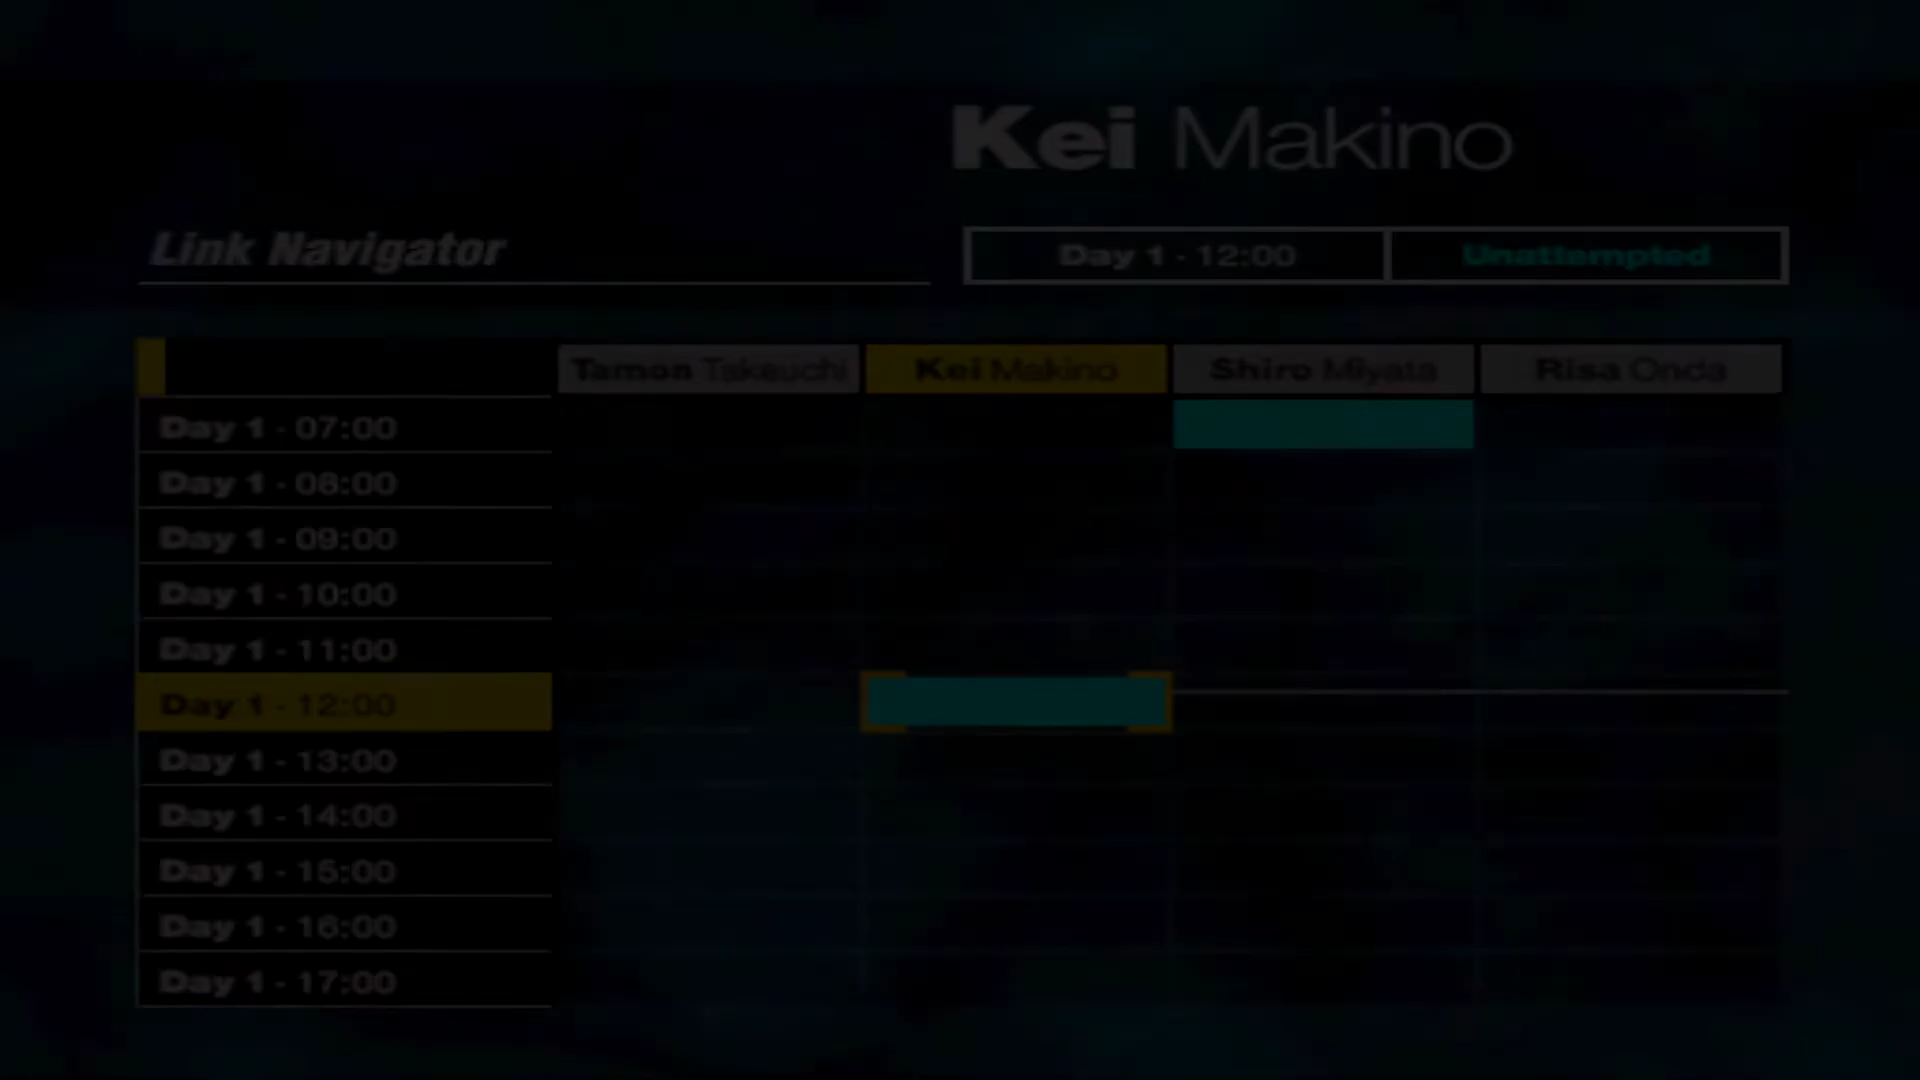 Kei Makino
Link Navigator
Day 1 - 12:00
Unattempted
Tamon Takeuchi
Kei Makino
Shiro Miyata
Risa Onda
Day 1 - 07:00
Day 1 - 08:00
Day 1 - 09:00
Day 1 - 10:00
Day 1 - 11:00
Day 1 - 12:00
Day 1 - 13:00
Day 1 - 14:00
Day 1 - 15:00
Day 1 - 16:00
Day 1 - 17:00